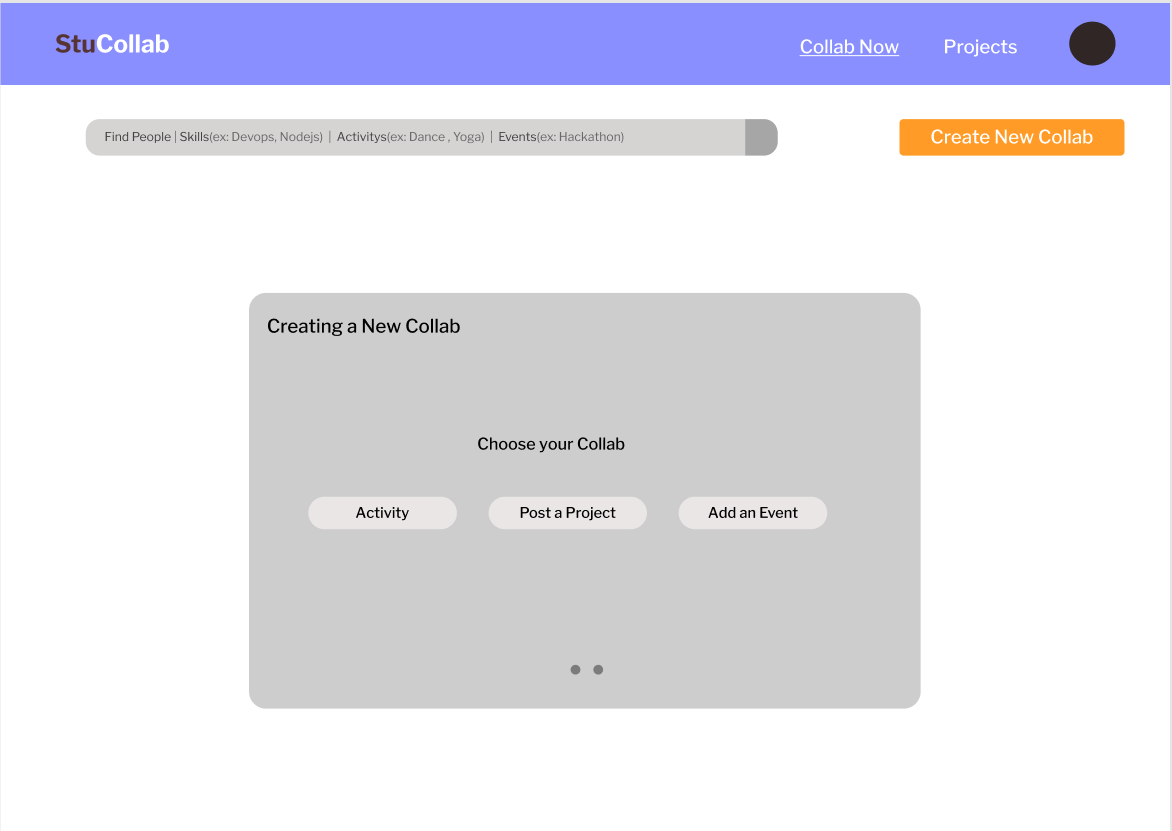 StuCollab
Collab Now
Projects
Find People | Skills(ex: Devops, Nodejs) | Activitys(ex: Dance , Yoga) | Events(ex: Hackathon)
Create New Collab
Creating a New Collab
Choose your Collab
Activity
Post a Project
Add an Event